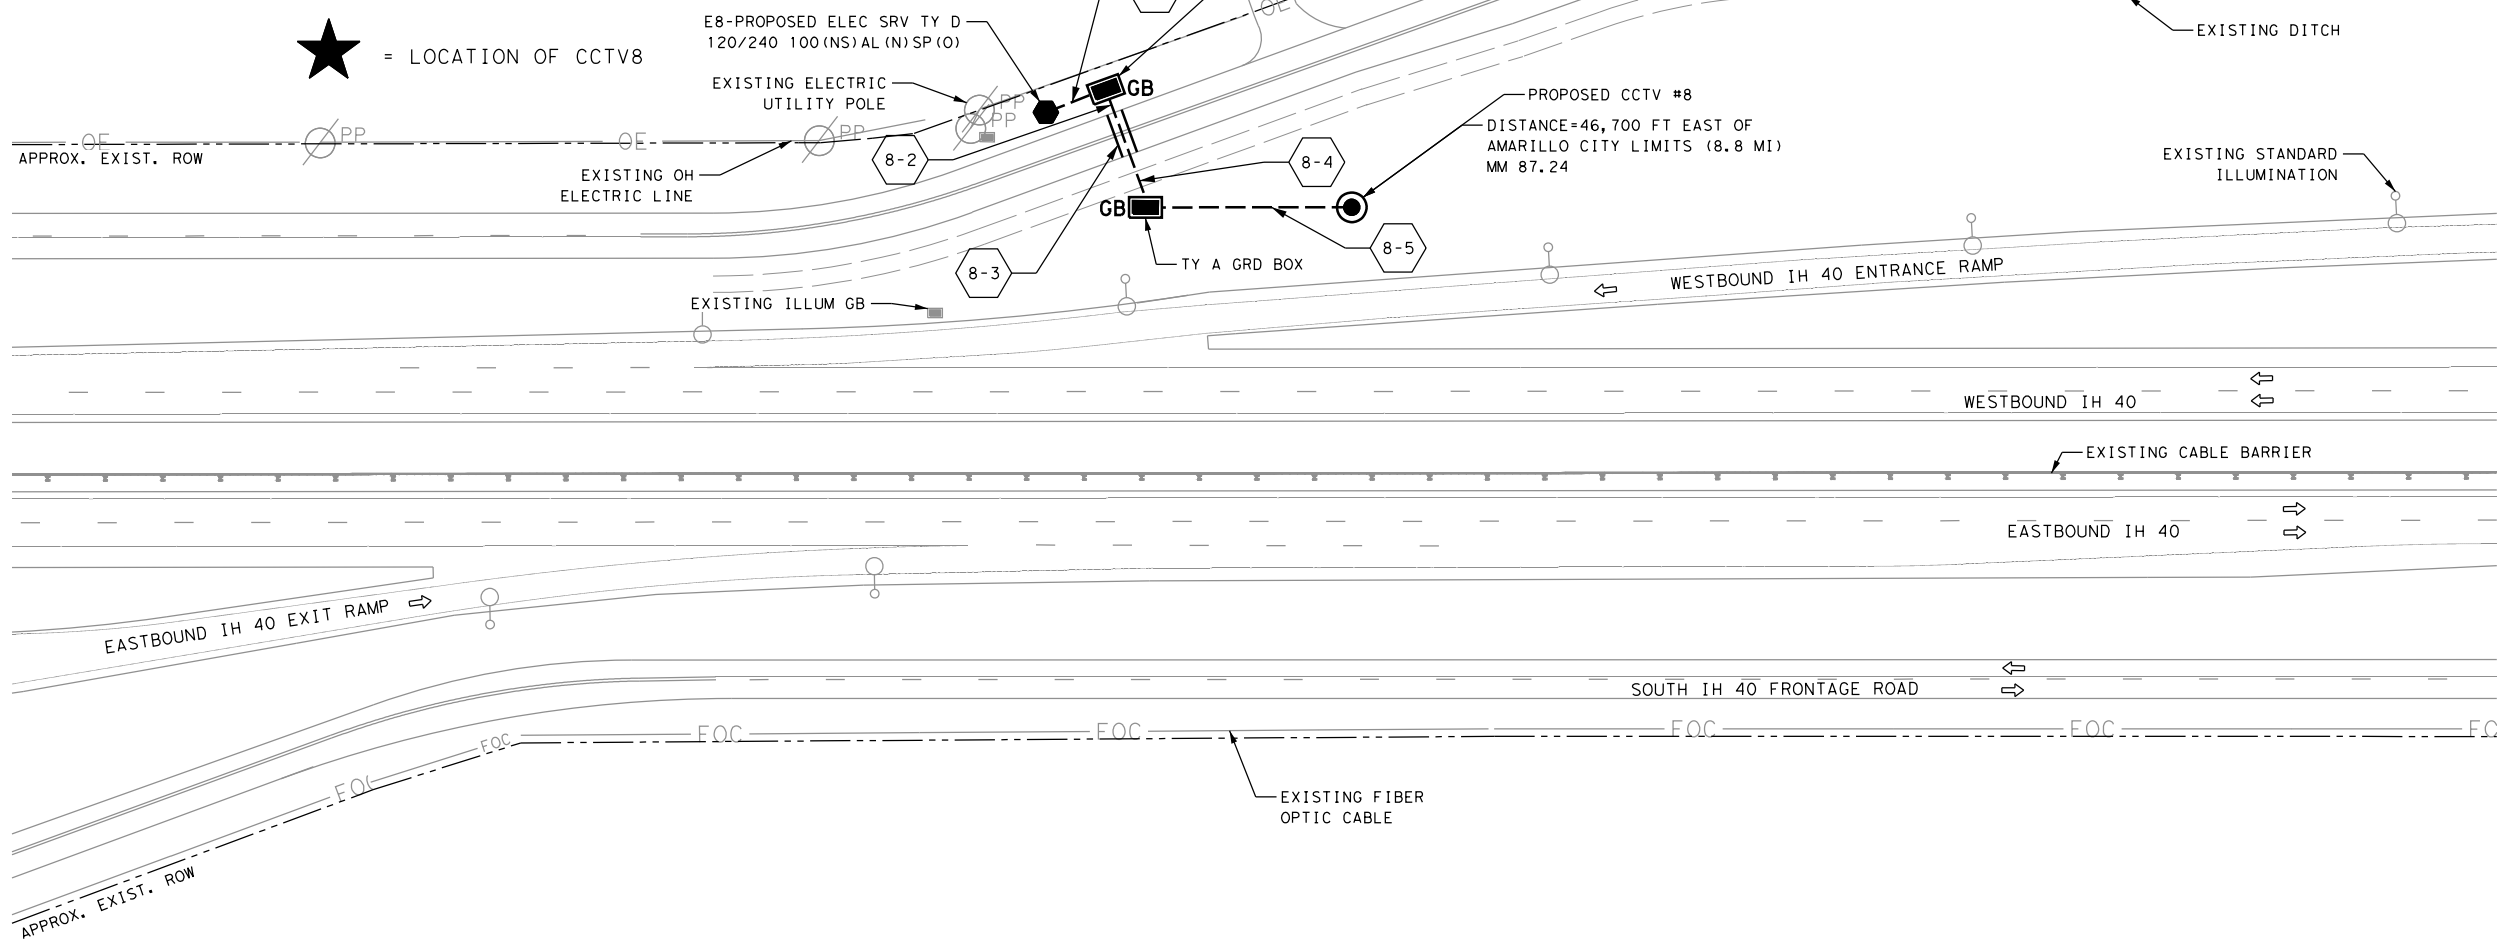 = LOCATION OF CCTV8
E8-PROPOSED ELEC SRV TY D
120/240 100(NS)AL(N)SP(O)
EXISTING ELECTRIC
UTILITY POLE
OE
EXISTING DITCH
GB
PP
PP
PROPOSED CCTV #8
DISTANCE=46,700 FT EAST OF
AMARILLO CITY LIMITS (8.8 MI)
MM 87.24
OE
PP
OE
PP
APPROX. EXIST. ROW
8-2
8-4
EXISTING STANDARD
ILLUMINATION
EXISTING OH
ELECTRIC LINE
GB
8-5
8-3
TY A GRD BOX
WESTBOUND IH 40 ENTRANCE RAMP
EXISTING ILLUM GB
WESTBOUND IH 40
EXISTING CABLE BARRIER
EASTBOUND IH 40
EASTBOUND IH 40 EXIT RAMP
SOUTH IH 40 FRONTAGE ROAD
FOC
FOC
FOC
FOC
FOC
FOC
EXISTING FIBER
OPTIC CABLE
APPROX. EXIST. ROW